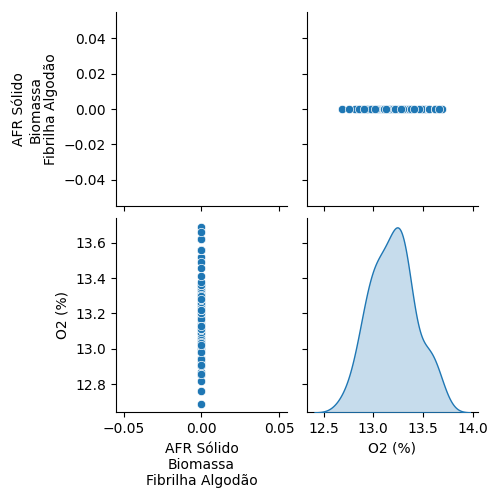 AFR Sólido
Biomassa
Fibrilha Algodão
0.04
0.02
0.00
−0.02
−0.04
O2 (%)
13.6
13.4
13.2
13.0
12.8
−0.05
0.00
0.05
AFR Sólido
Biomassa
Fibrilha Algodão
12.5
13.0
13.5
14.0
O2 (%)